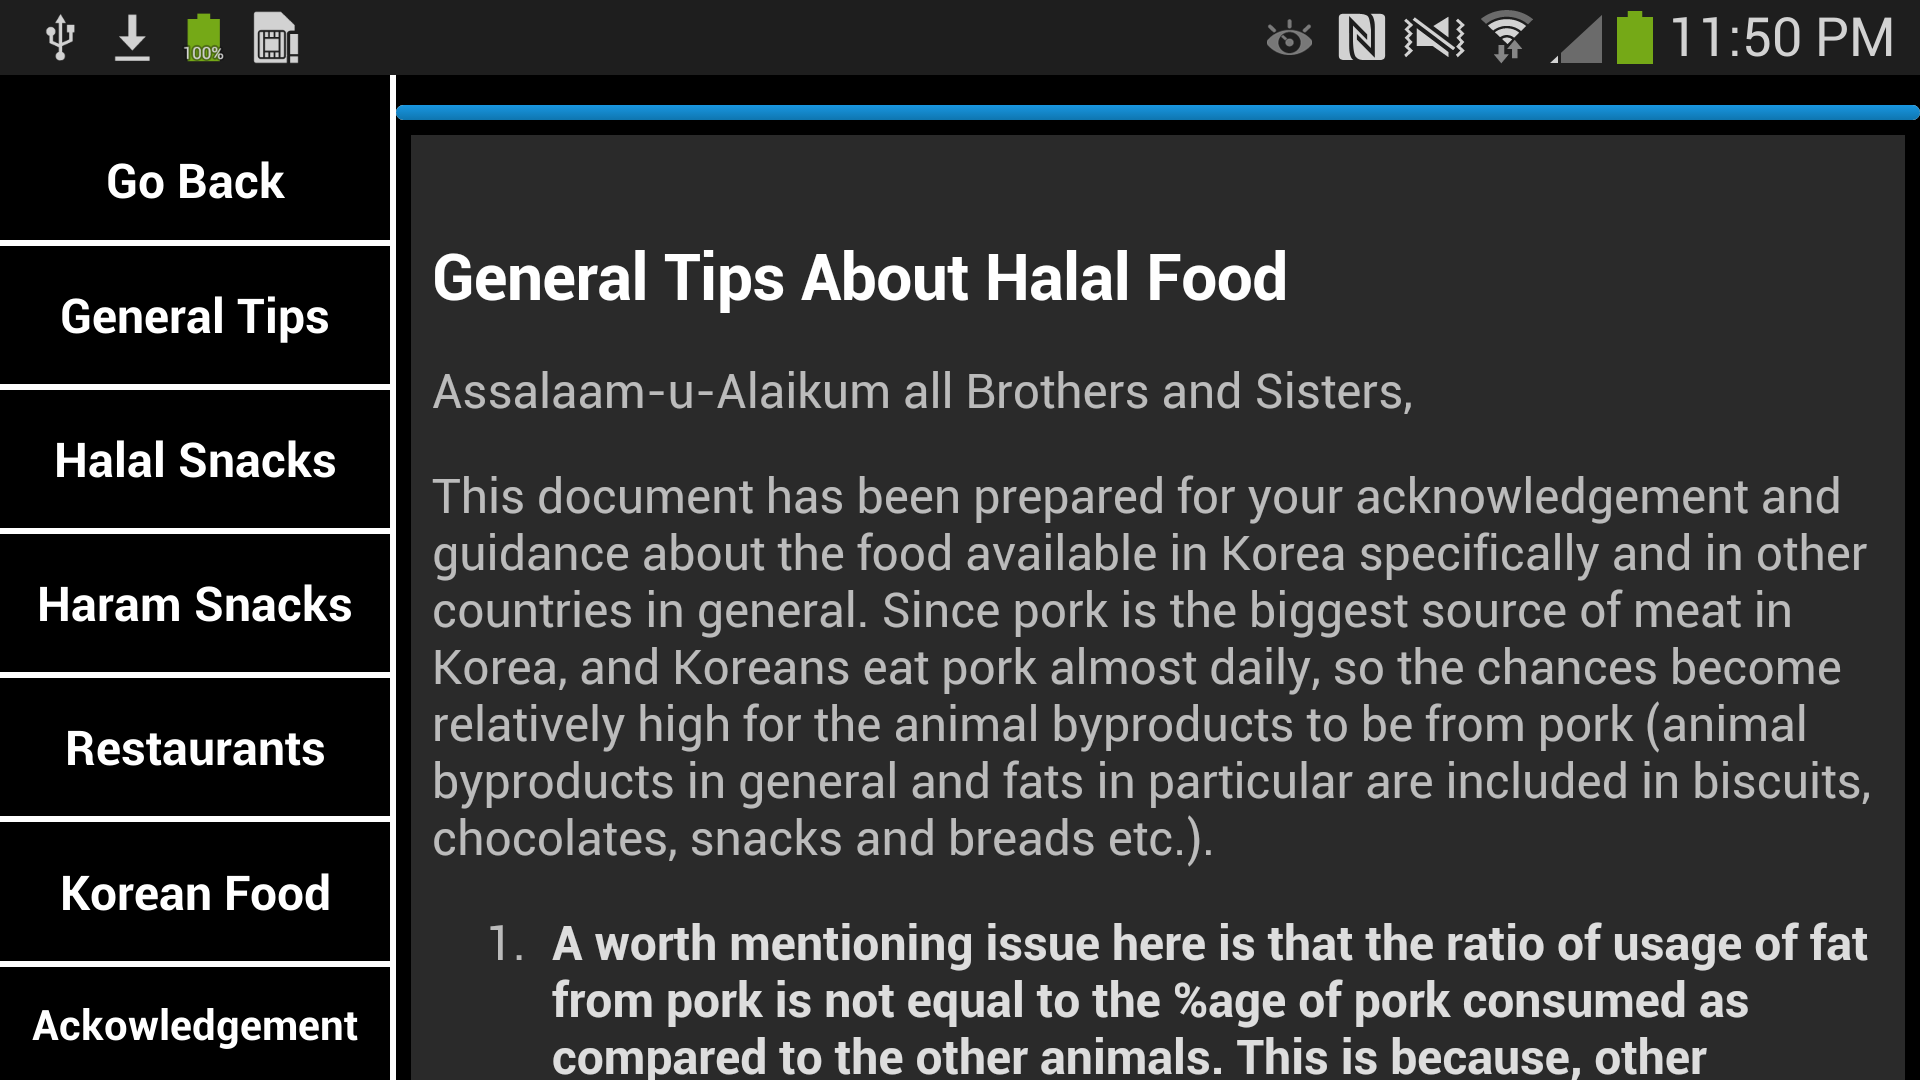 100%
11:50 PM
Go Back
General Tips
Halal Snacks
Haram Snacks
Restaurants
Korean Food
Ackowledgement
General Tips About Halal Food
Assalaam-u-Alaikum all Brothers and Sisters,
This document has been prepared for your acknowledgement and
guidance about the food available in Korea specifically and in other
countries in general. Since pork is the biggest source of meat in
Korea, and Koreans eat pork almost daily, so the chances become
relatively high for the animal byproducts to be from pork (animal
byproducts in general and fats in particular are included in biscuits,
chocolates, snacks and breads etc.).
1. A worth mentioning issue here is that the ratio of usage of fat
from pork is not equal to the %age of pork consumed as
compared to the other animals. This is because, other